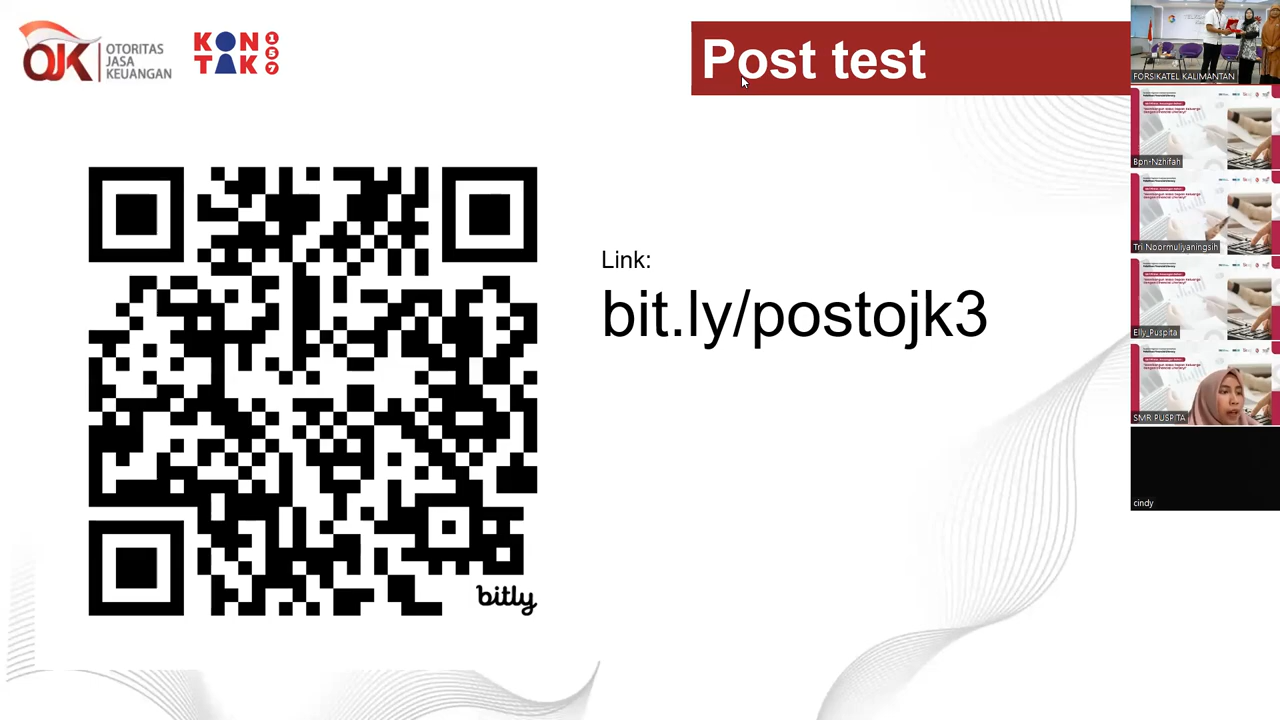 OJK
OTORITAS
JASA
KEUANGAN
KONTAK 157
Post test
Link:
bit.ly/postojk3
bitly
FORSIKATEL KALIMANTAN
Bpn-Nzhifah
Tri Noormuliyaningsih
Elly_Puspita
SMR PUSPITA
cindy